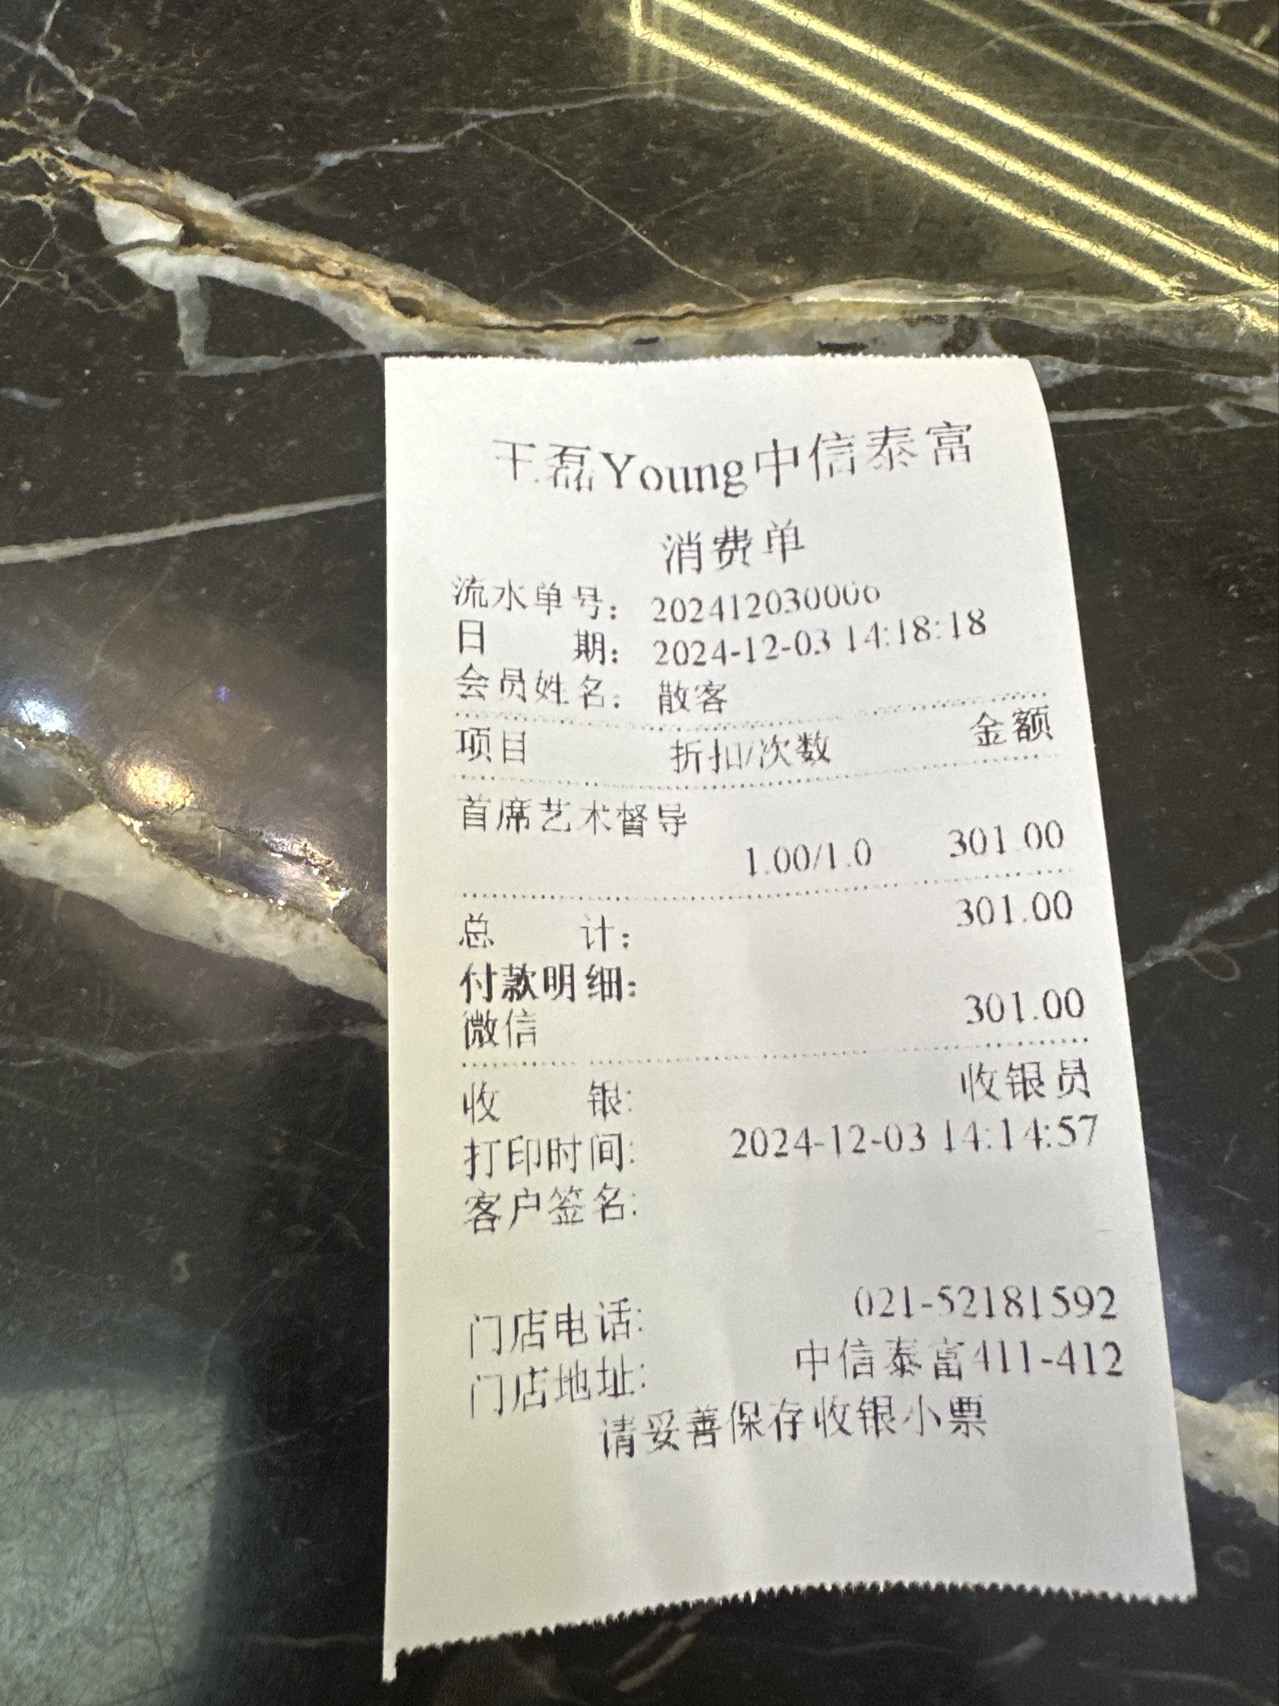 王磊Young中信泰富
消费单
流水单号: 202412030006
日 期: 2024-12-03 14:18:18
会员姓名: 散客
项目 折扣/次数 金额
首席艺术督导
1.00/1.0 301.00
总 计: 301.00
付款明细:
微信 301.00
收 银: 收银员
打印时间: 2024-12-03 14:14:57
客户签名:
门店电话: 021-52181592
门店地址: 中信泰富411-412
请妥善保存收银小票